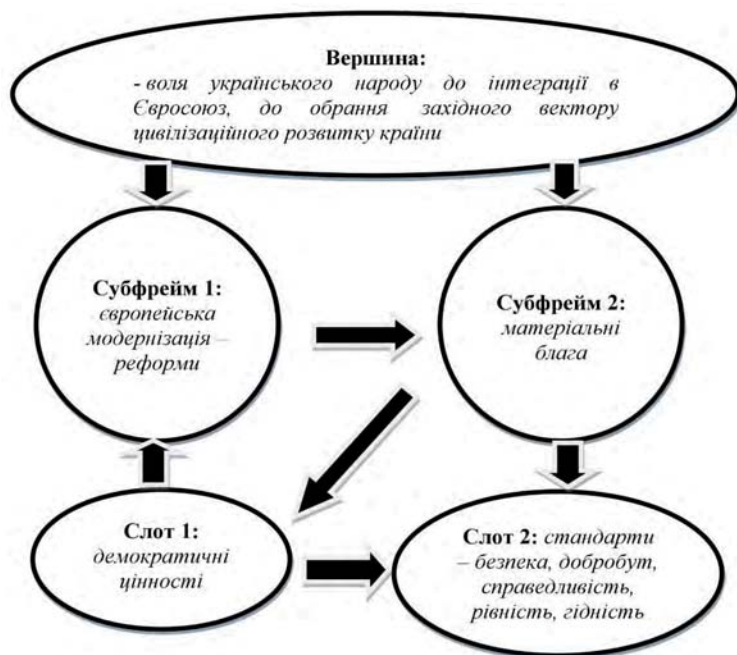 Вершина:
- воля українського народу до інтеграції в
Євросоюз, до обрання західного вектору
цивілізаційного розвитку країни
Субфрейм 1:
європейська
модернізація –
реформи
Субфрейм 2:
матеріальні
блага
Слот 1:
демократичні
цінності
Слот 2: стандарти
– безпека, добробут,
справедливість,
рівність, гідність